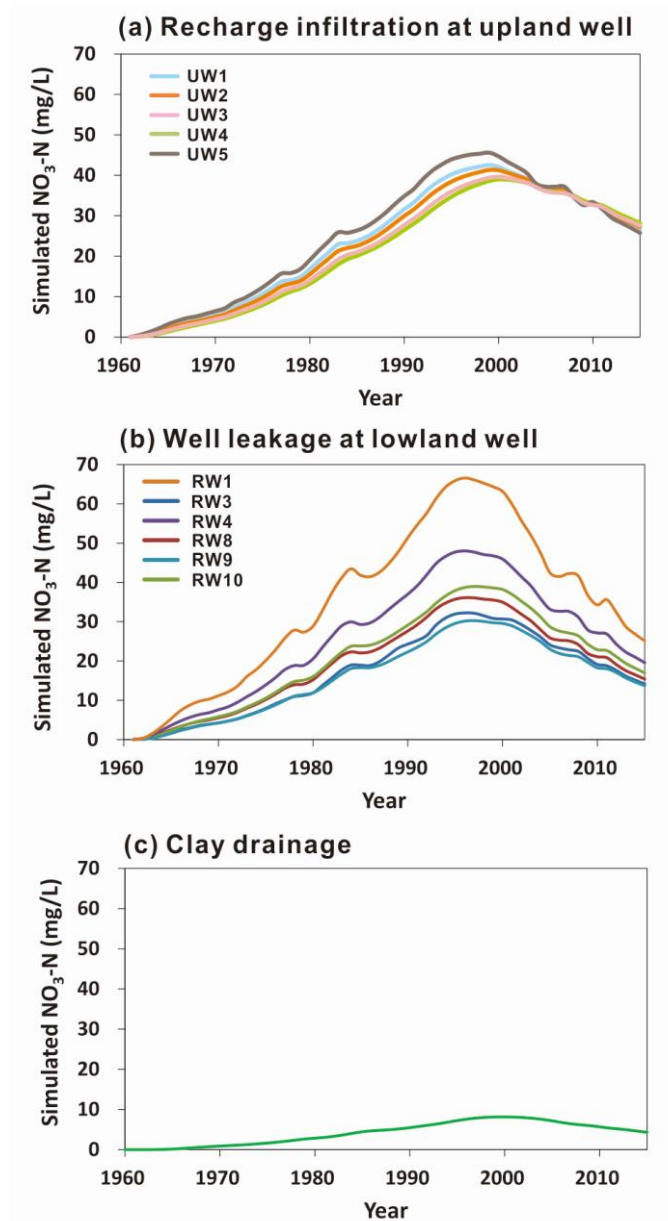 (a) Recharge infiltration at upland well
Simulated NO₃-N (mg/L)
70
60
50
40
30
20
10
0
UW1
UW2
UW3
UW4
UW5
1960 1970 1980 1990 2000 2010
Year
(b) Well leakage at lowland well
Simulated NO₃-N (mg/L)
70
60
50
40
30
20
10
0
RW1
RW3
RW4
RW8
RW9
RW10
1960 1970 1980 1990 2000 2010
Year
(c) Clay drainage
Simulated NO₃-N (mg/L)
70
60
50
40
30
20
10
0
1960 1970 1980 1990 2000 2010
Year